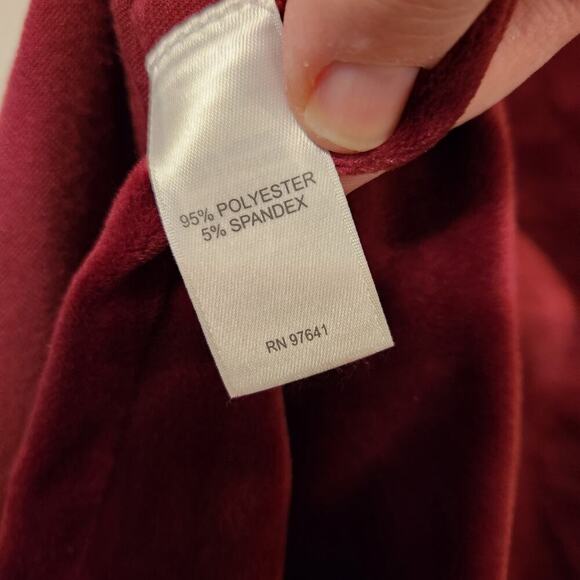 95% POLYESTER
5% SPANDEX
RN 97641